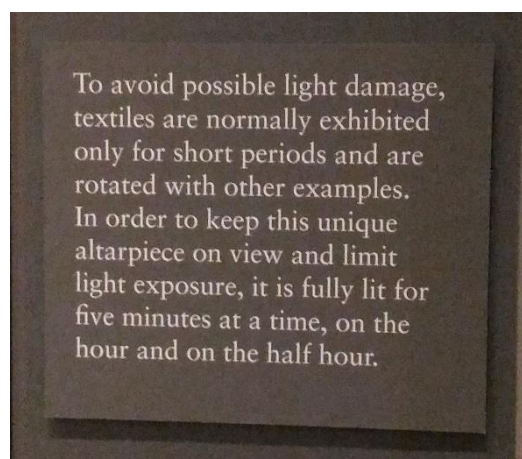 To avoid possible light damage,
textiles are normally exhibited
only for short periods and are
rotated with other examples.
In order to keep this unique
altarpiece on view and limit
light exposure, it is fully lit for
five minutes at a time, on the
hour and on the half hour.